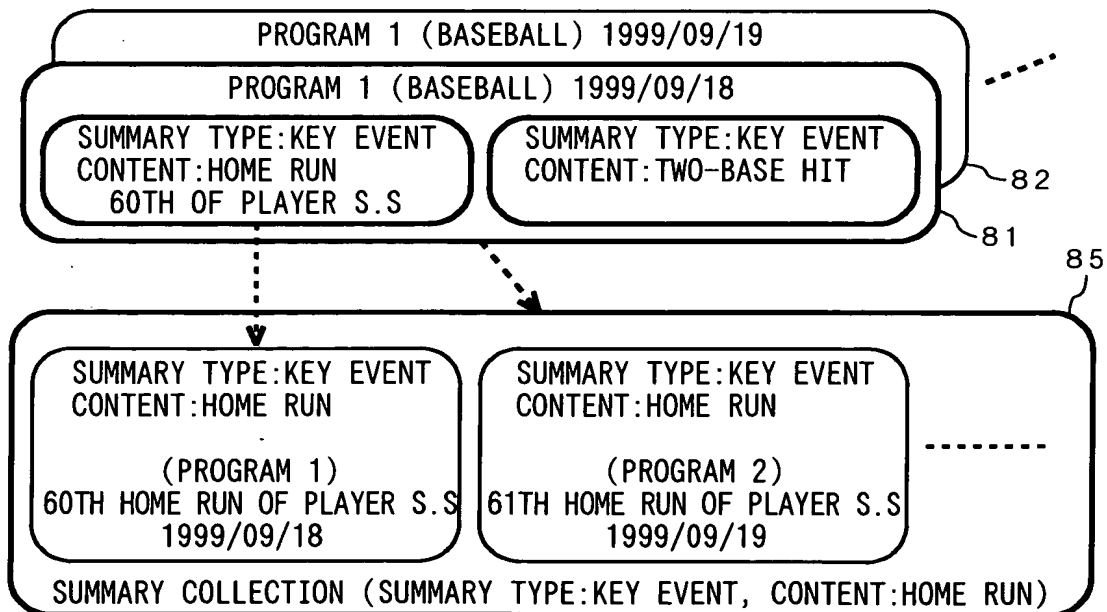 PROGRAM 1 (BASEBALL) 1999/09/19
PROGRAM 1 (BASEBALL) 1999/09/18
SUMMARY TYPE:KEY EVENT
CONTENT:HOME RUN
60TH OF PLAYER S.S
SUMMARY TYPE:KEY EVENT
CONTENT:TWO-BASE HIT
82
81
85
SUMMARY TYPE:KEY EVENT
CONTENT:HOME RUN
(PROGRAM 1)
60TH HOME RUN OF PLAYER S.S
1999/09/18
SUMMARY TYPE:KEY EVENT
CONTENT:HOME RUN
(PROGRAM 2)
61TH HOME RUN OF PLAYER S.S
1999/09/19
SUMMARY COLLECTION (SUMMARY TYPE:KEY EVENT, CONTENT:HOME RUN)